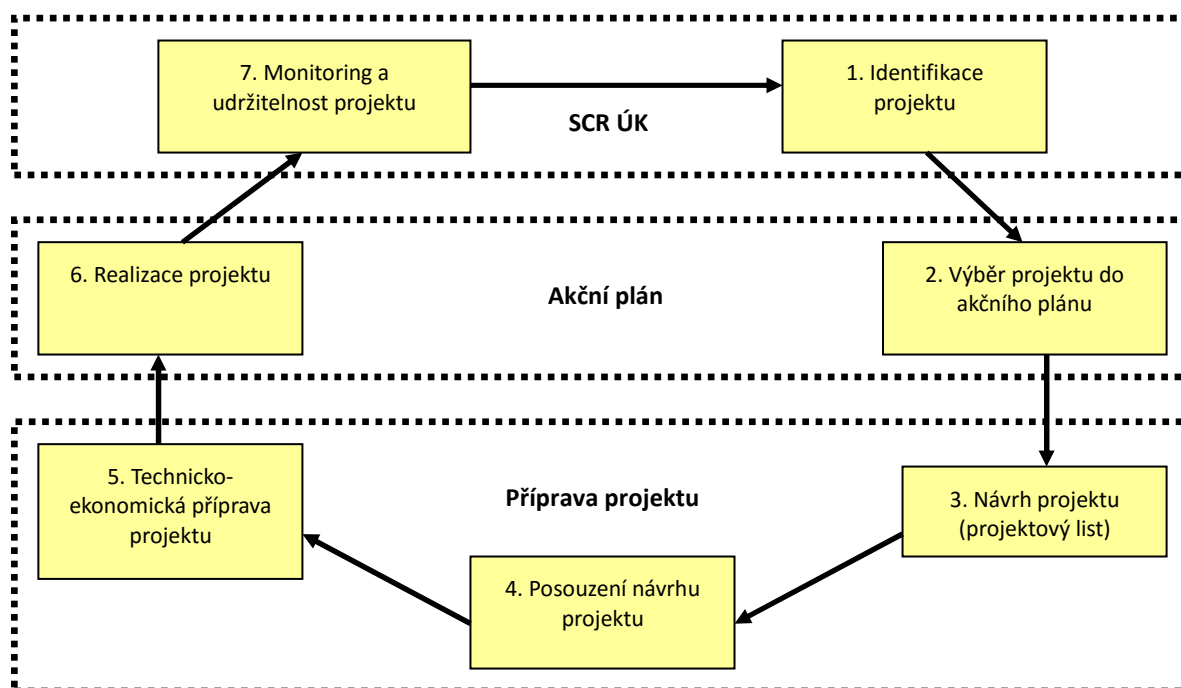 7. Monitoring a
udržitelnost projektu
1. Identifikace
projektu
SCR ÚK
6. Realizace projektu
Akční plán
2. Výběr projektu do
akčního plánu
5. Technicko-
ekonomická příprava
projektu
Příprava projektu
3. Návrh projektu
(projektový list)
4. Posouzení návrhu
projektu